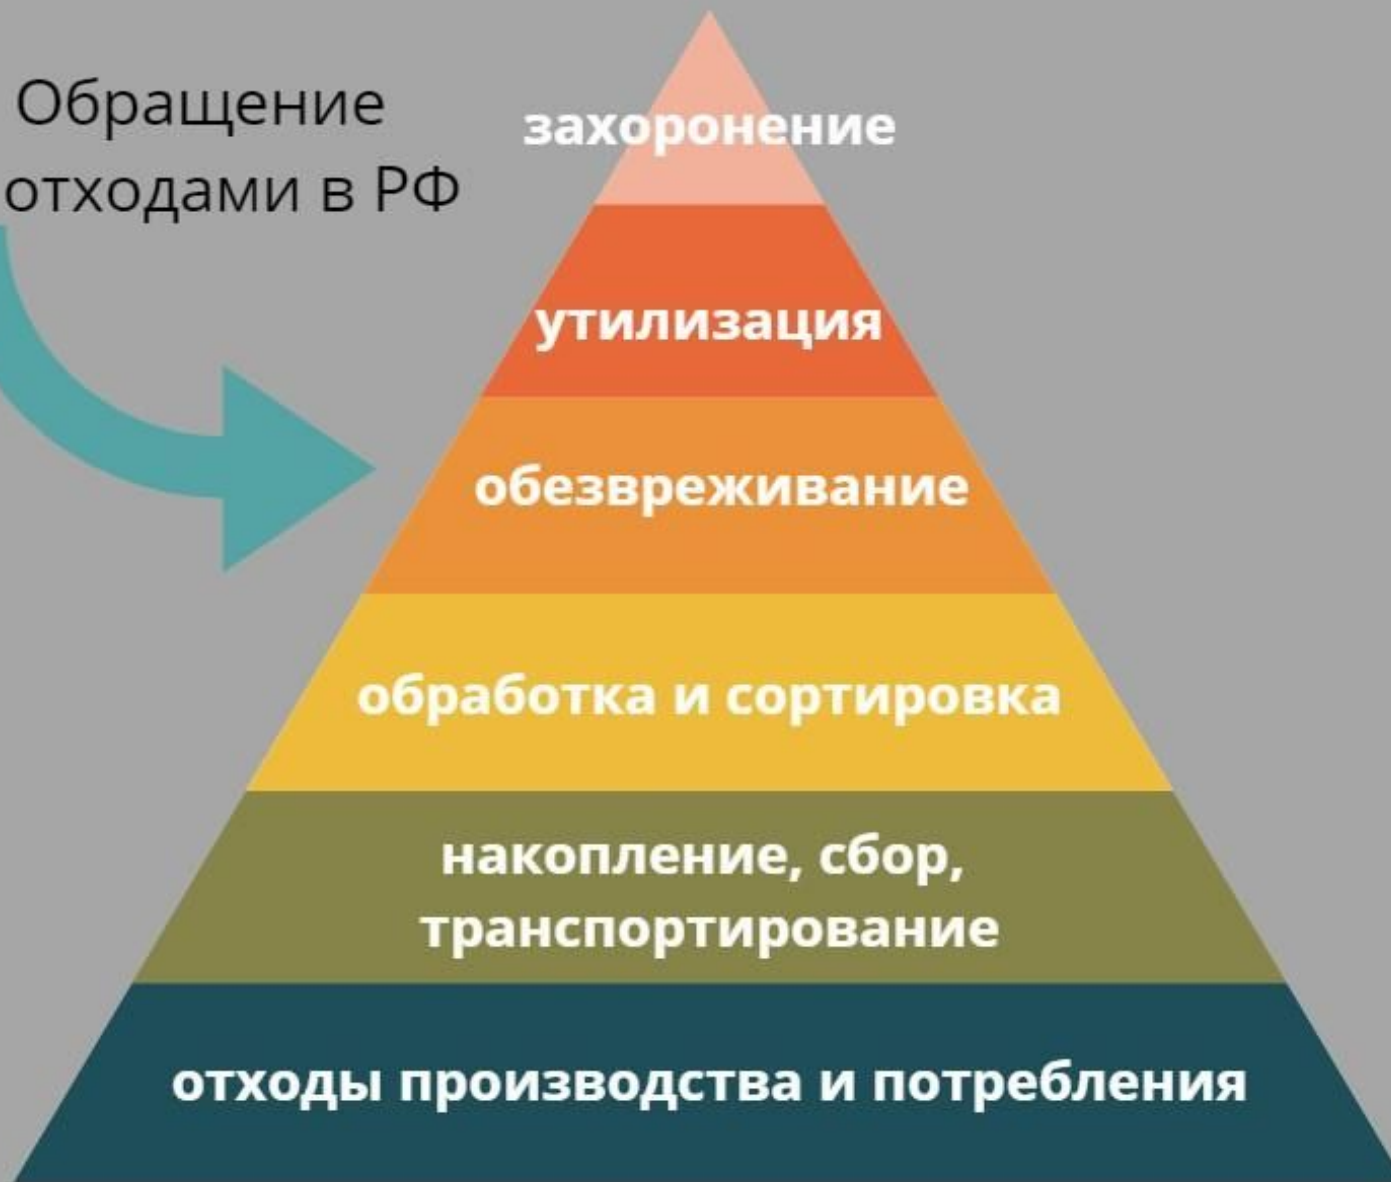 Обращение
отходами в РФ
захоронение
утилизация
обезвреживание
обработка и сортировка
накопление, сбор,
транспортирование
отходы производства и потребления